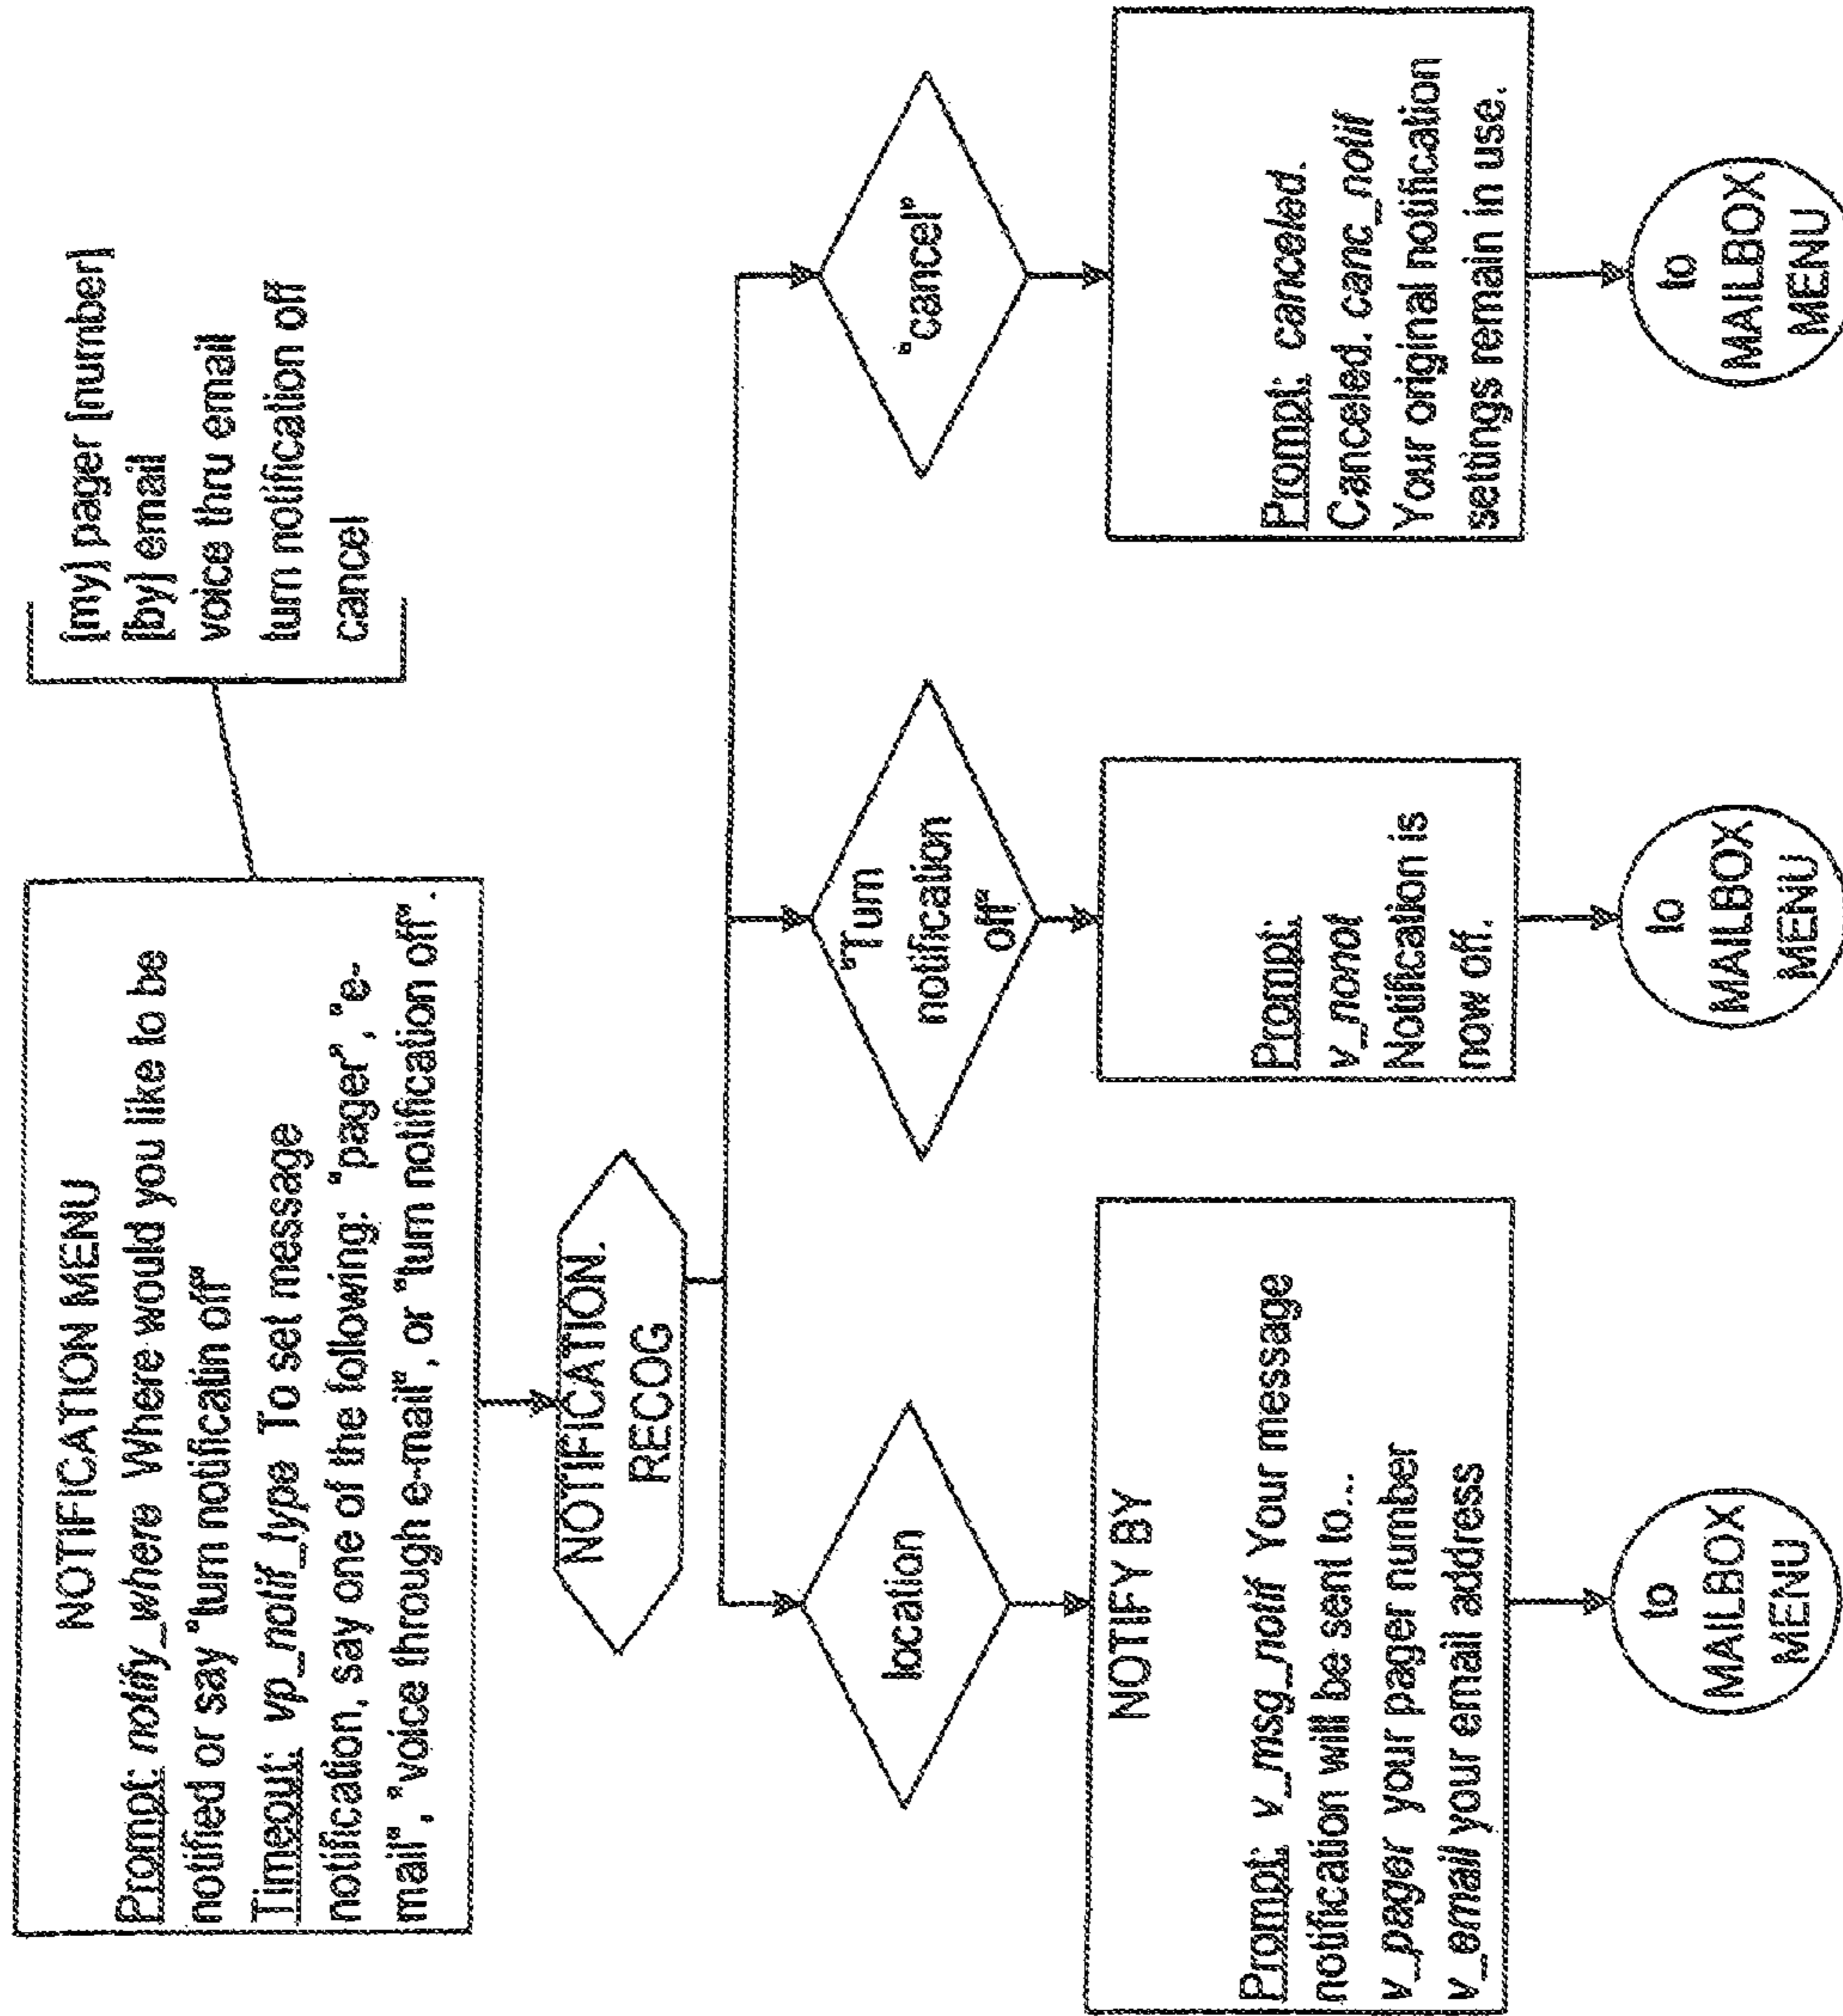 NOTIFICATION MENU
Prompt: notify_where Where would you like to be
notified or say "turn notificatin off"
Timeout: vp_notif_type To set message
notification, say one of the following: "pager", "e-
mail", "voice through e-mail", or "turn notification off".
[my] pager [number]
[by] email
voice thru email
turn notification off
cancel
NOTIFICATION.
RECOG
location
"Turn
notification
off"
"cancel"
NOTIFY BY
Prompt: v_msg_notif Your message
notification will be sent to...
v_pager your pager number
v_email your email address
Prompt:
v_nonot
Notification is
now off.
Prompt: canceled.
Canceled. canc_notif
Your original notification
settings remain in use.
to
MAILBOX
MENU
to
MAILBOX
MENU
to
MAILBOX
MENU